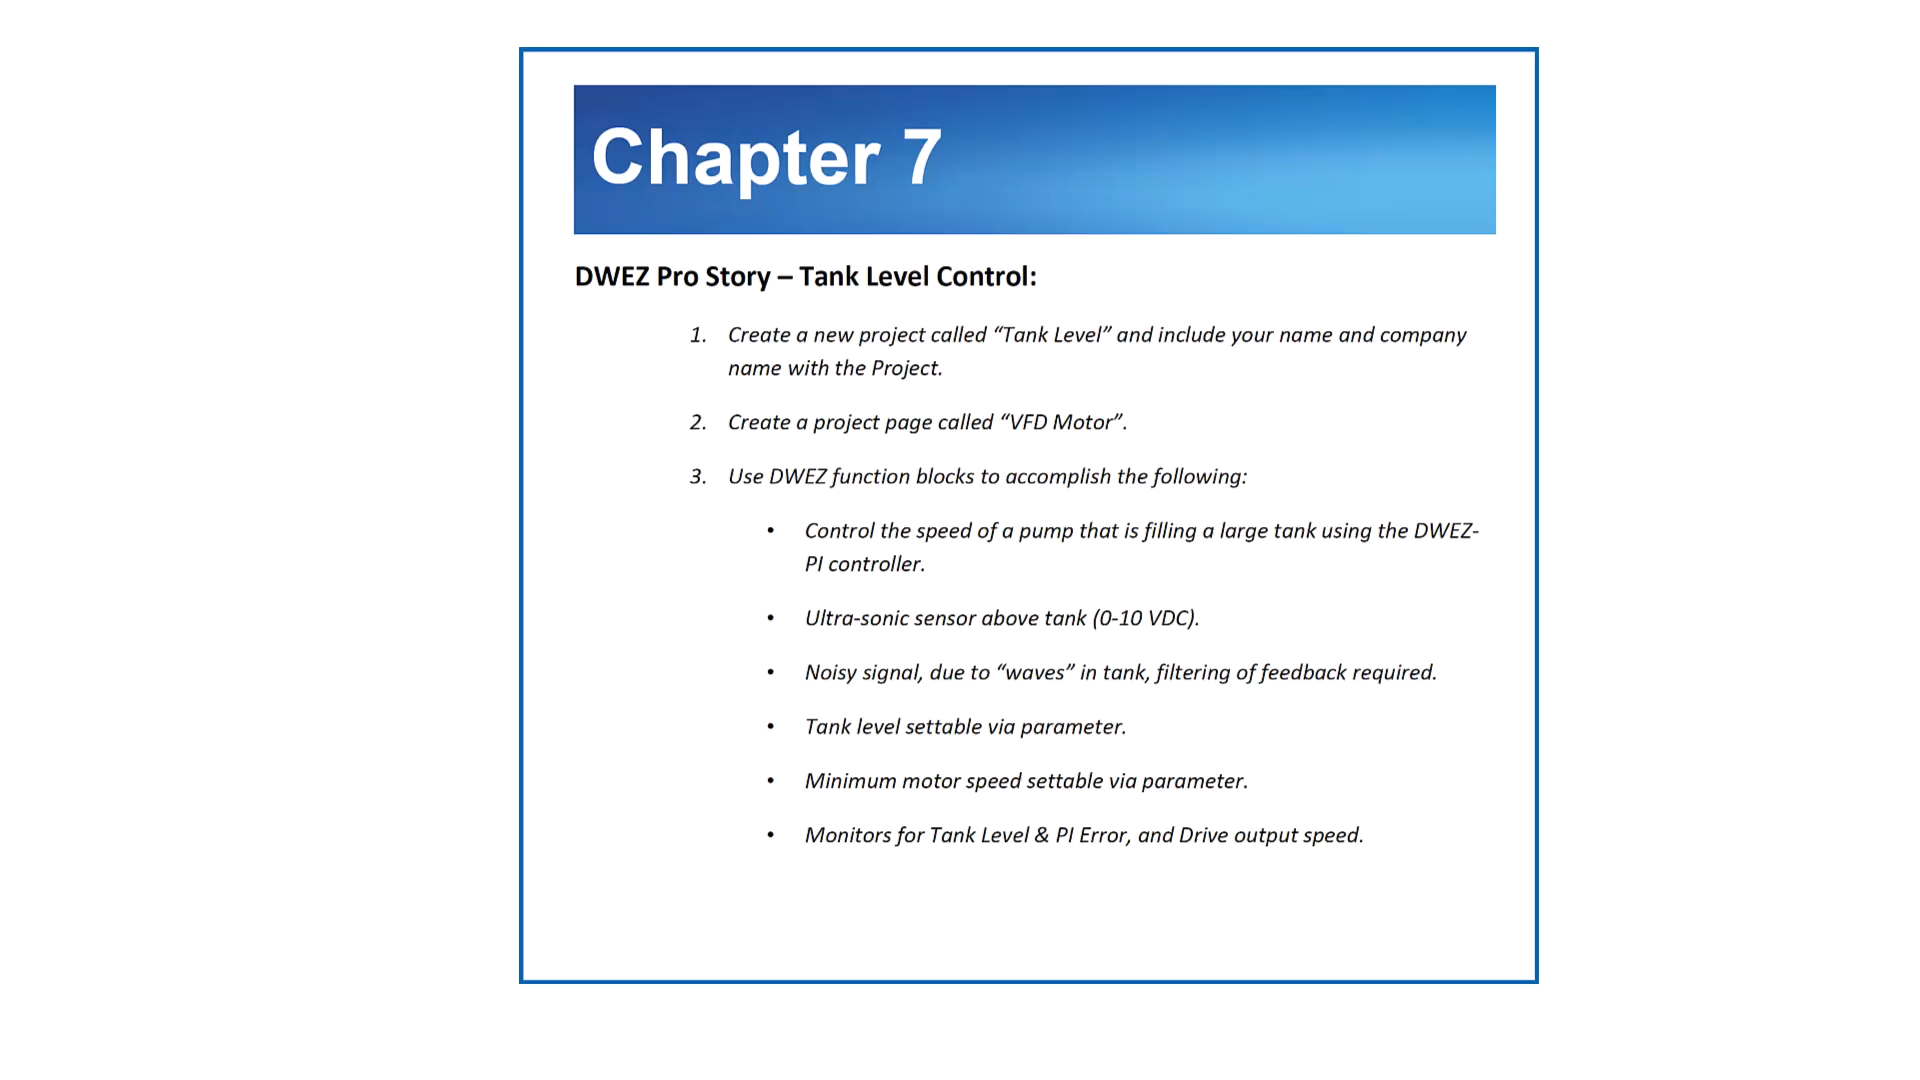 Chapter 7
DWEZ Pro Story – Tank Level Control:
1. Create a new project called “Tank Level” and include your name and company
name with the Project.
2. Create a project page called “VFD Motor”.
3. Use DWEZ function blocks to accomplish the following:
• Control the speed of a pump that is filling a large tank using the DWEZ-
PI controller.
• Ultra-sonic sensor above tank (0-10 VDC).
• Noisy signal, due to “waves” in tank, filtering of feedback required.
• Tank level settable via parameter.
• Minimum motor speed settable via parameter.
• Monitors for Tank Level & PI Error, and Drive output speed.